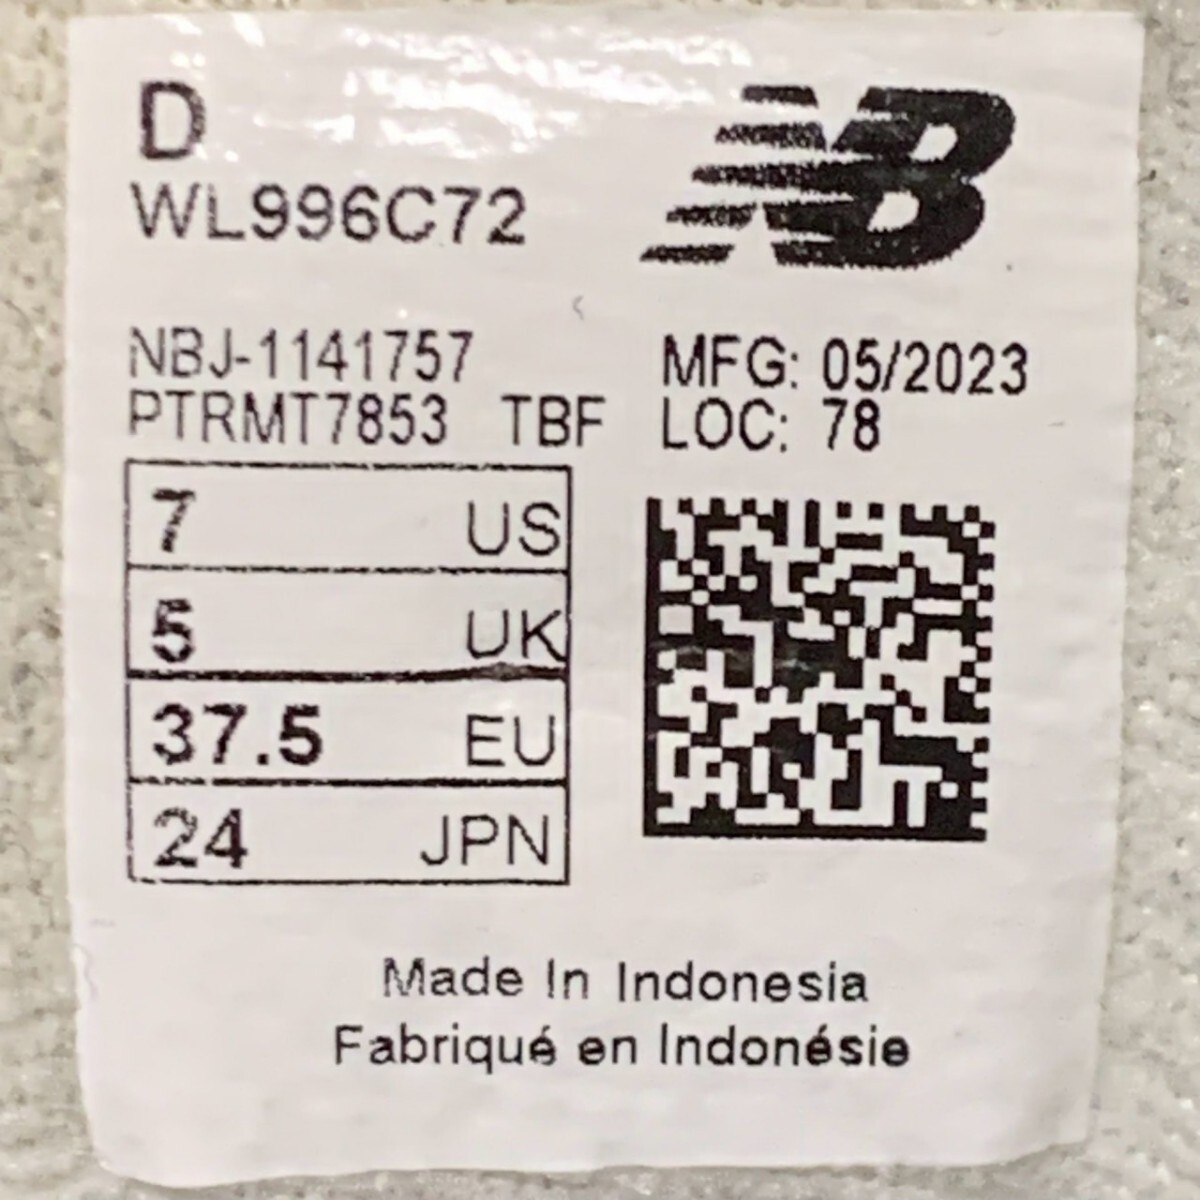 D
NB
WL996C72
NBJ-1141757
PTRMT7853 TBF
MFG: 05/2023
LOC: 78
7 US
5 UK
37.5 EU
24 JPN
Made In Indonesia
Fabriqué en Indonésie